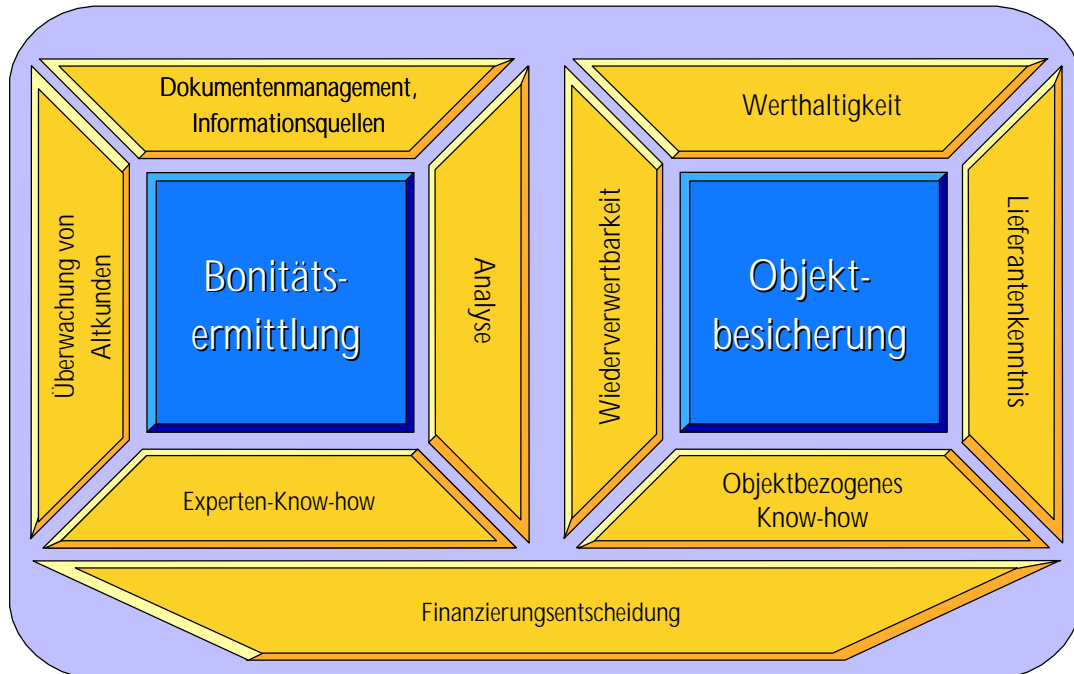 Dokumentenmanagement,
Informationsquellen
Überwachung von
Altkunden
Bonitäts-
ermittlung
Analyse
Experten-Know-how
Werthaltigkeit
Wiederverwertbarkeit
Objekt-
besicherung
Lieferantenkenntnis
Objektbezogenes
Know-how
Finanzierungsentscheidung